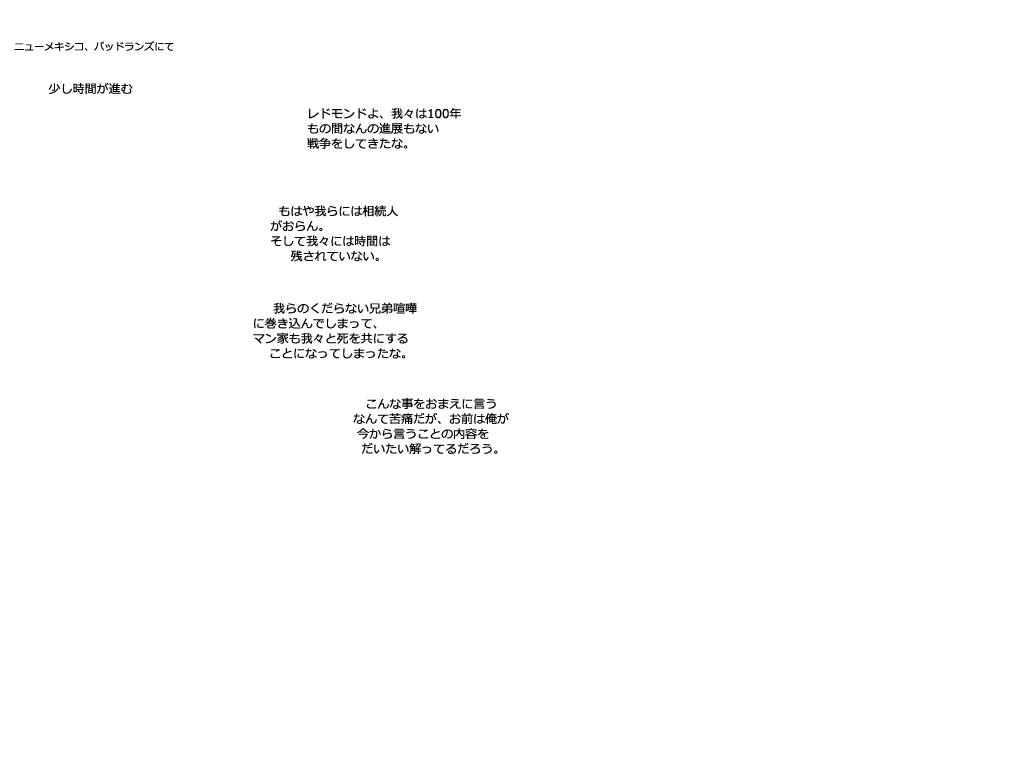 ニューメキシコ、バッドランズにて
少し時間が進む
レドモンドよ、我々は100年
もの間なんの進展もない
戦争をしてきたな。
もはや我らには相続人
がおらん。
そして我々には時間は
残されていない。
我らのくだらない兄弟喧嘩
に巻き込んでしまって、
マン家も我々と死を共にする
ことになってしまったな。
こんな事をおまえに言う
なんて苦痛だが、お前は俺が
今から言うことの内容を
だいたい解ってるだろう。